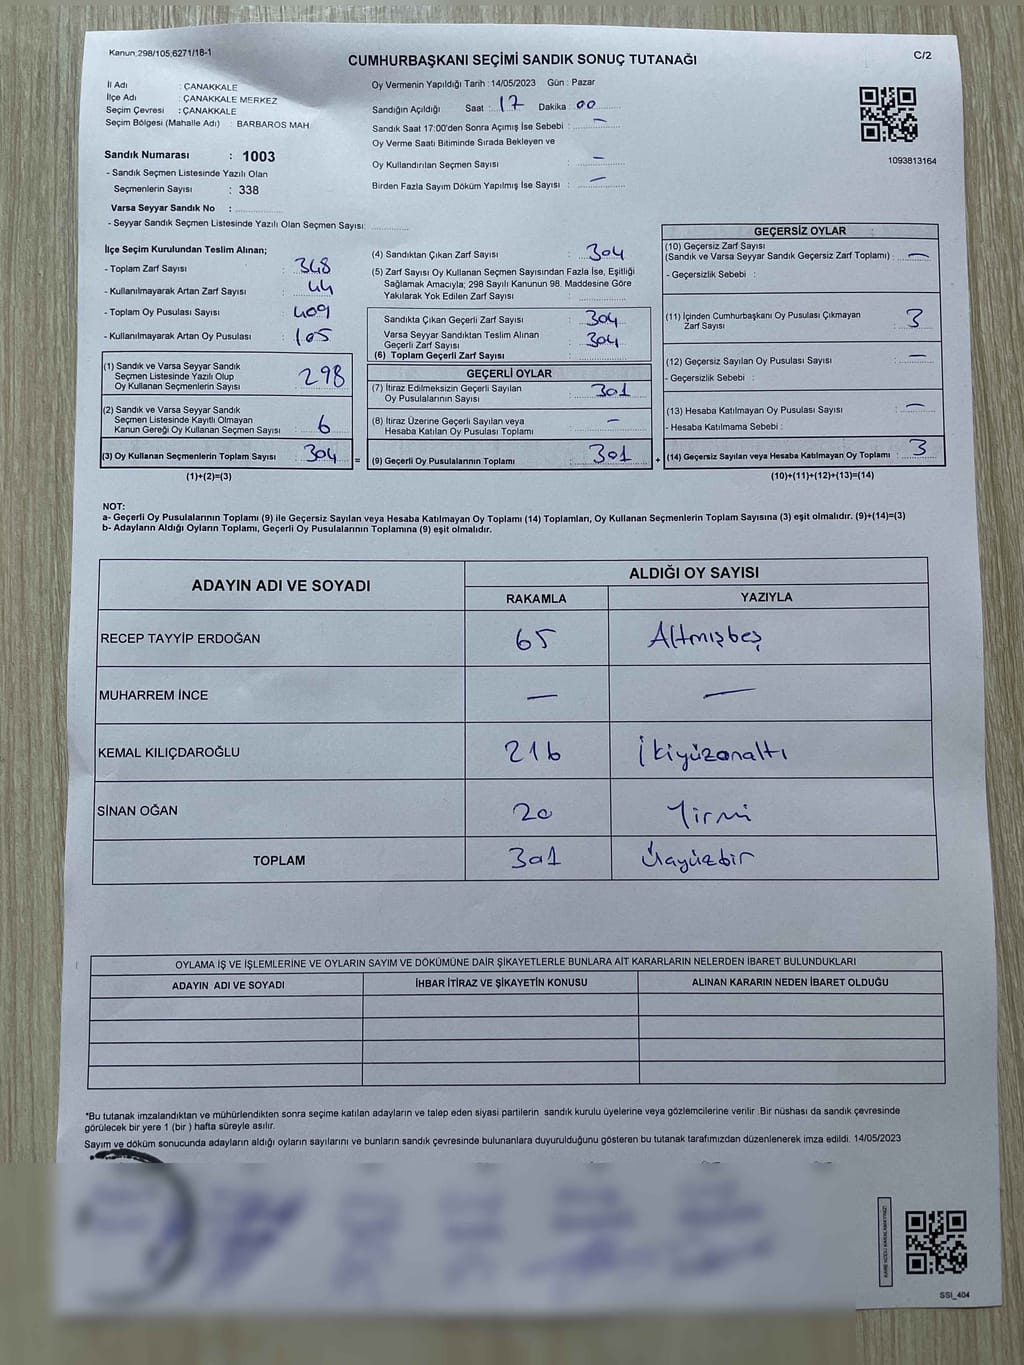 Kanun:298/105,6271/18-1
C/2
CUMHURBAŞKANI SEÇİMİ SANDIK SONUÇ TUTANAĞI
İl Adı : ÇANAKKALE
İlçe Adı : ÇANAKKALE MERKEZ
Seçim Çevresi : ÇANAKKALE
Seçim Bölgesi (Mahalle Adı) : BARBAROS MAH
Sandık Numarası : 1003
- Sandık Seçmen Listesinde Yazılı Olan
Seçmenlerin Sayısı : 338
Varsa Seyyar Sandık No :
- Seyyar Sandık Seçmen Listesinde Yazılı Olan Seçmen Sayısı:
Oy Vermenin Yapıldığı Tarih : 14/05/2023 Gün : Pazar
Sandığın Açıldığı Saat : 17 Dakika : 00
Sandık Saat 17:00'den Sonra Açımış İse Sebebi : —
Oy Verme Saati Bitiminde Sırada Bekleyen ve
Oy Kullandırılan Seçmen Sayısı : —
Birden Fazla Sayım Döküm Yapılmış İse Sayısı : —
1093813164
İlçe Seçim Kurulundan Teslim Alınan;
- Toplam Zarf Sayısı : 348
- Kullanılmayarak Artan Zarf Sayısı : 44
- Toplam Oy Pusulası Sayısı : 409
- Kullanılmayarak Artan Oy Pusulası : 105
(1) Sandık ve Varsa Seyyar Sandık
Seçmen Listesinde Yazılı Olup
Oy Kullanan Seçmenlerin Sayısı : 298
(2) Sandık ve Varsa Seyyar Sandık
Seçmen Listesinde Kayıtlı Olmayan
Kanun Gereği Oy Kullanan Seçmen Sayısı : 6
(3) Oy Kullanan Seçmenlerin Toplam Sayısı : 304 =
(1)+(2)=(3)
(4) Sandıktan Çıkan Zarf Sayısı : 304
(5) Zarf Sayısı Oy Kullanan Seçmen Sayısından Fazla İse, Eşitliği
Sağlamak Amacıyla; 298 Sayılı Kanunun 98. Maddesine Göre
Yakılarak Yok Edilen Zarf Sayısı :
Sandıkta Çıkan Geçerli Zarf Sayısı : 304
Varsa Seyyar Sandıktan Teslim Alınan
Geçerli Zarf Sayısı : 304
(6) Toplam Geçerli Zarf Sayısı :
GEÇERLİ OYLAR
(7) İtiraz Edilmeksizin Geçerli Sayılan
Oy Pusulalarının Sayısı : 301
(8) İtiraz Üzerine Geçerli Sayılan veya
Hesaba Katılan Oy Pusulası Toplamı : —
(9) Geçerli Oy Pusulalarının Toplamı : 301 +
GEÇERSİZ OYLAR
(10) Geçersiz Zarf Sayısı
(Sandık ve Varsa Seyyar Sandık Geçersiz Zarf Toplamı) : —
- Geçersizlik Sebebi :
(11) İçinden Cumhurbaşkanı Oy Pusulası Çıkmayan
Zarf Sayısı : 3
(12) Geçersiz Sayılan Oy Pusulası Sayısı : —
- Geçersizlik Sebebi :
(13) Hesaba Katılmayan Oy Pusulası Sayısı : —
- Hesaba Katılmama Sebebi :
(14) Geçersiz Sayılan veya Hesaba Katılmayan Oy Toplamı : 3
(10)+(11)+(12)+(13)=(14)
NOT:
a- Geçerli Oy Pusulalarının Toplamı (9) ile Geçersiz Sayılan veya Hesaba Katılmayan Oy Toplamı (14) Toplamları, Oy Kullanan Seçmenlerin Toplam Sayısına (3) eşit olmalıdır. (9)+(14)=(3)
b- Adayların Aldığı Oyların Toplamı, Geçerli Oy Pusulalarının Toplamına (9) eşit olmalıdır.
ADAYIN ADI VE SOYADI ALDIĞI OY SAYISI
RAKAMLA YAZIYLA
RECEP TAYYİP ERDOĞAN 65 Altmışbeş
MUHARREM İNCE — —
KEMAL KILIÇDAROĞLU 216 İkiyüzonaltı
SİNAN OĞAN 20 Yirmi
TOPLAM 301 Üçyüzbir
OYLAMA İŞ VE İŞLEMLERİNE VE OYLARIN SAYIM VE DÖKÜMÜNE DAİR ŞİKAYETLERLE BUNLARA AİT KARARLARIN NELERDEN İBARET BULUNDUKLARI
ADAYIN ADI VE SOYADI İHBAR İTİRAZ VE ŞİKAYETİN KONUSU ALINAN KARARIN NEDEN İBARET OLDUĞU
*Bu tutanak imzalandıktan ve mühürlendikten sonra seçime katılan adayların ve talep eden siyasi partilerin sandık kurulu üyelerine veya gözlemcilerine verilir .Bir nüshası da sandık çevresinde
görülecek bir yere 1 (bir ) hafta süreyle asılır.
Sayım ve döküm sonucunda adayların aldığı oyların sayılarını ve bunların sandık çevresinde bulunanlara duyurulduğunu gösteren bu tutanak tarafımızdan düzenlenerek imza edildi. 14/05/2023
KARE KODU KARALAMAYINIZ!
SSI_404